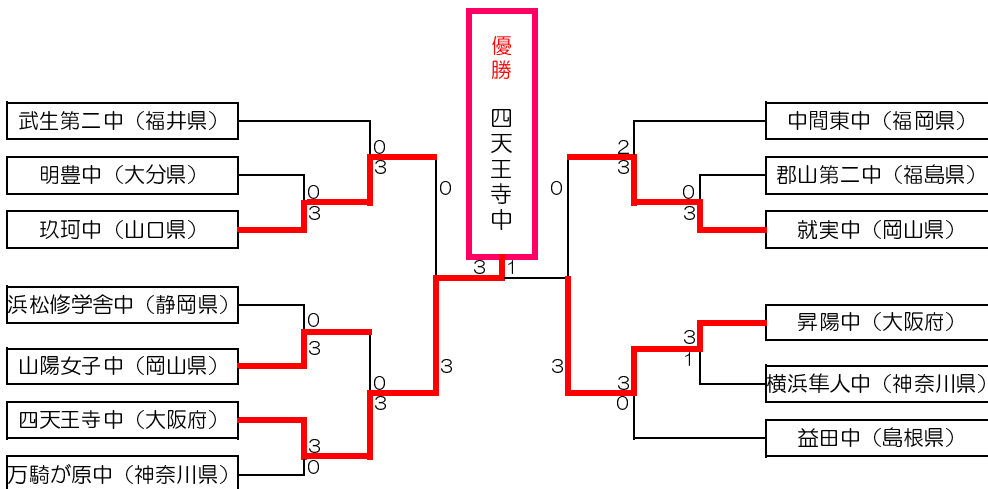 優勝 四天王寺中
武生第二中（福井県）
明豊中（大分県）
玖珂中（山口県）
浜松修学舎中（静岡県）
山陽女子中（岡山県）
四天王寺中（大阪府）
万騎が原中（神奈川県）
0
3
0
3
0
3
0
3
3
0
0
3
3
1
中間東中（福岡県）
郡山第二中（福島県）
就実中（岡山県）
昇陽中（大阪府）
横浜隼人中（神奈川県）
益田中（島根県）
2
3
0
3
0
3
3
1
3
0